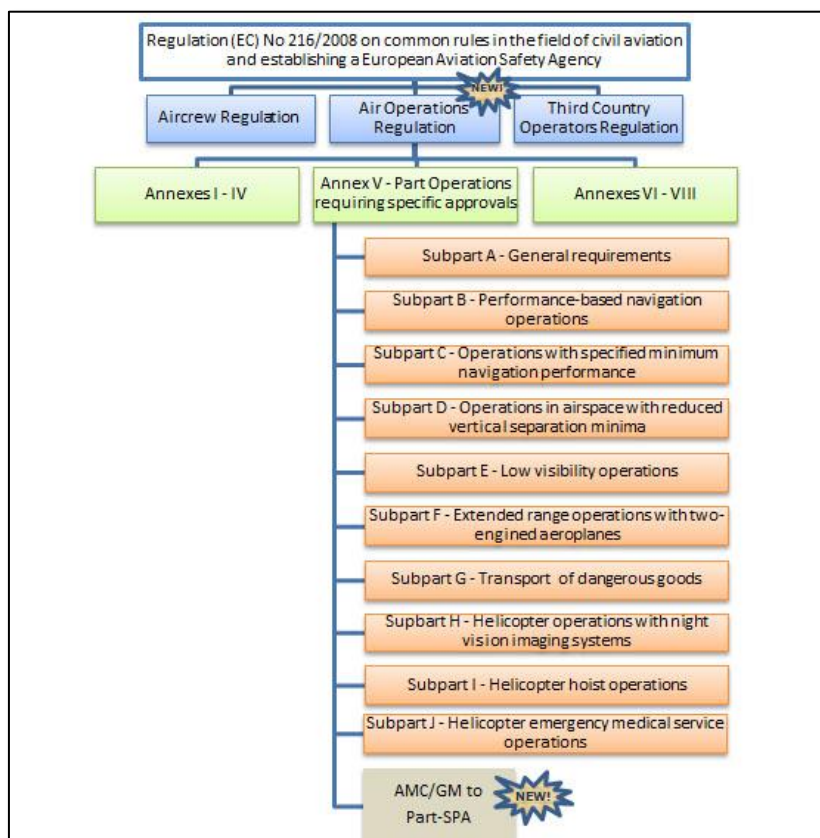 Regulation (EC) No 216/2008 on common rules in the field of civil aviation
and establishing a European Aviation Safety Agency
NEW!
Aircrew Regulation
Air Operations
Regulation
Third Country
Operators Regulation
Annexes I - IV
Annex V - Part Operations
requiring specific approvals
Annexes VI - VIII
Subpart A - General requirements
Subpart B - Performance-based navigation
operations
Subpart C - Operations with specified minimum
navigation performance
Subpart D - Operations in airspace with reduced
vertical separation minima
Subpart E - Low visibility operations
Subpart F - Extended range operations with two-
engined aeroplanes
Subpart G - Transport of dangerous goods
Supbart H - Helicopter operations with night
vision imaging systems
Subpart I - Helicopter hoist operations
Subpart J - Helicopter emergency medical service
operations
AMC/GM to
Part-SPA
NEW!